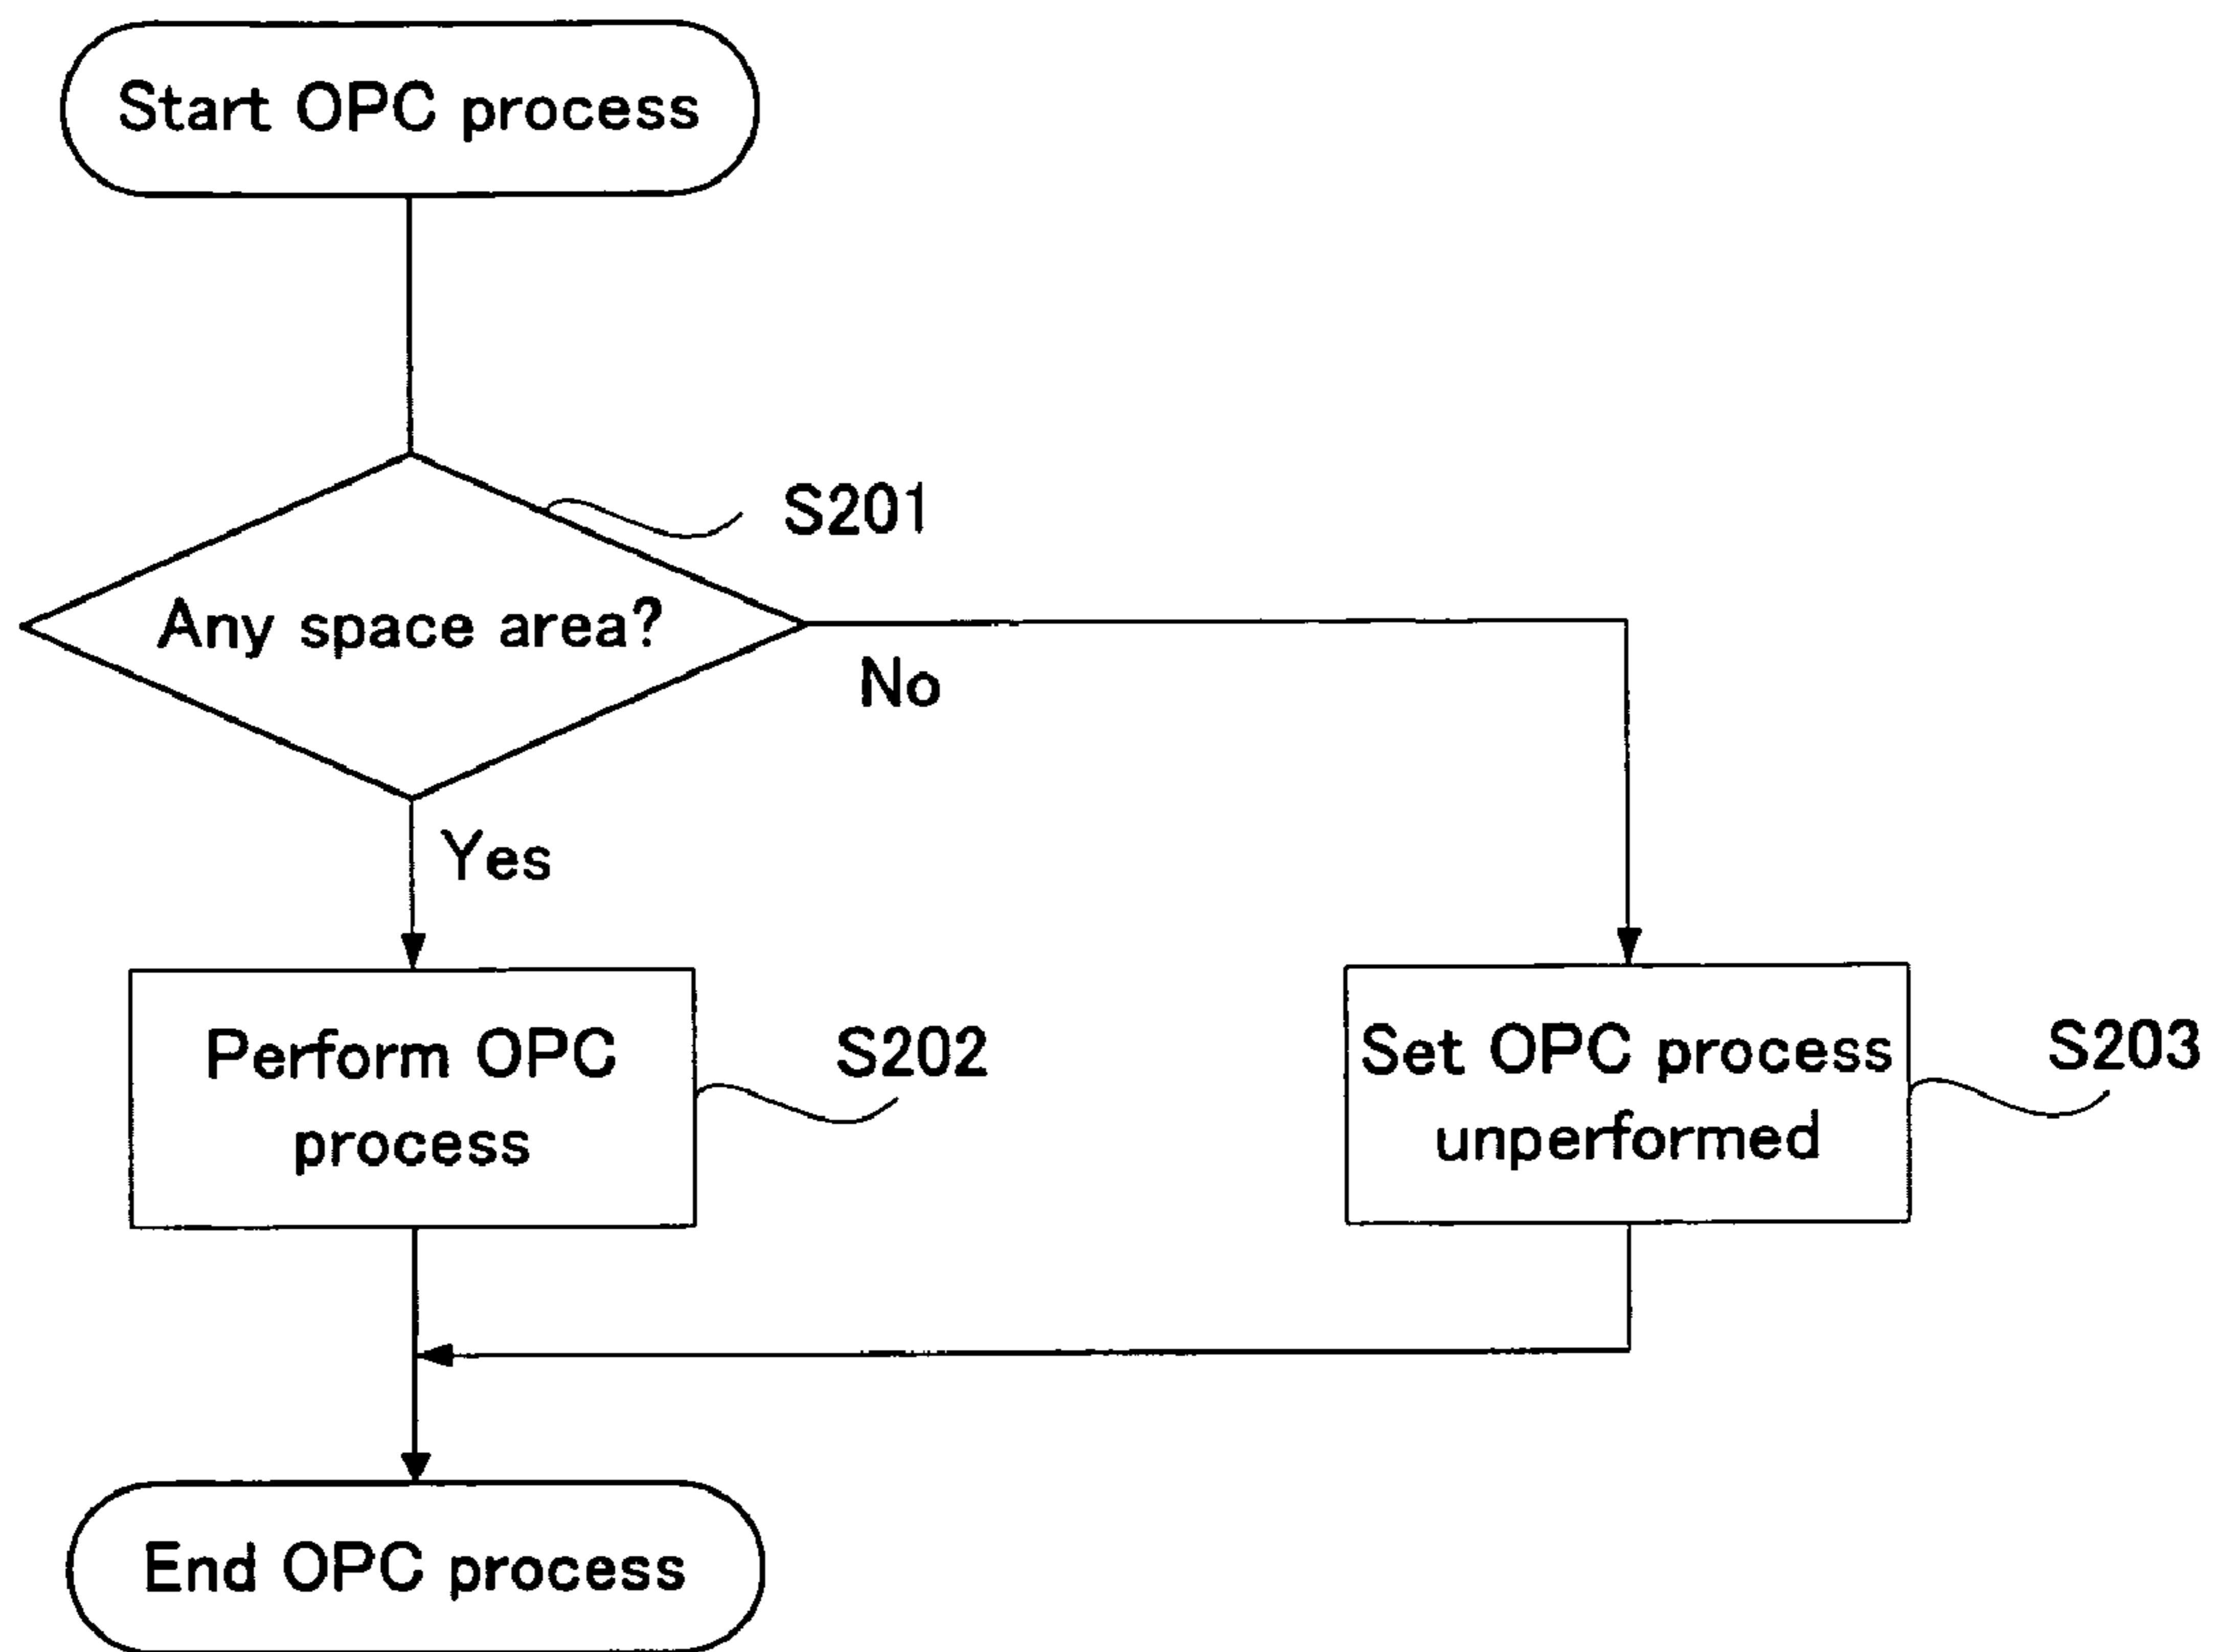 Start OPC process
S201
Any space area?
No
Yes
Perform OPC
process
S202
Set OPC process
unperformed
S203
End OPC process